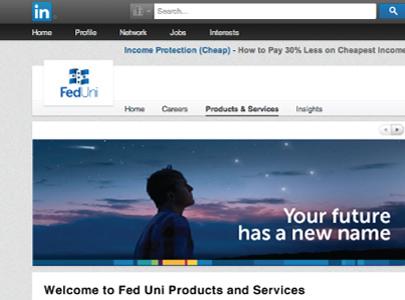 in
Search...
Home Profile Network Jobs Interests
Income Protection (Cheap) - How to Pay 30% Less on Cheapest Income
FedUni
Home Careers Products & Services Insights
Your future
has a new name
Welcome to Fed Uni Products and Services